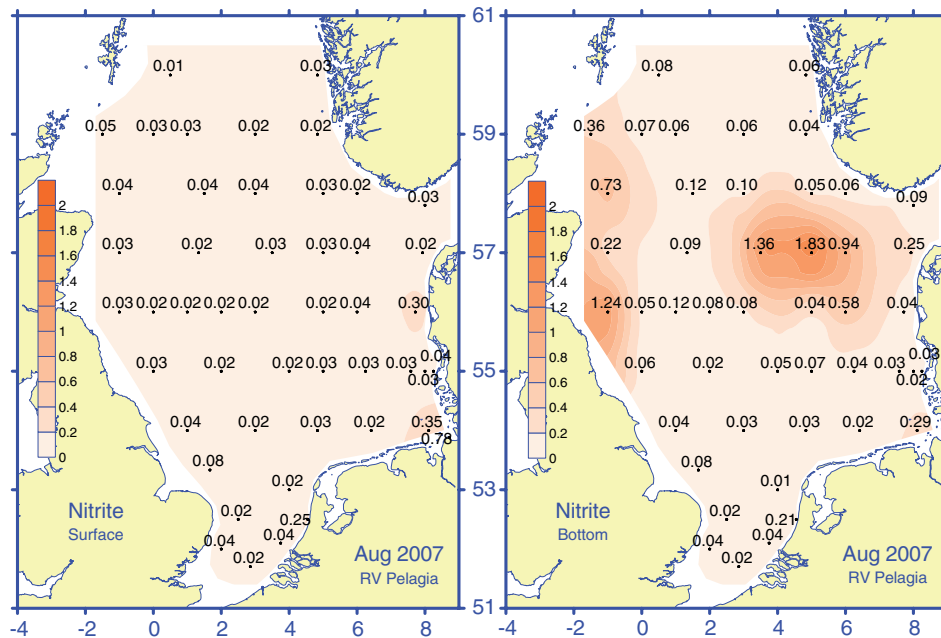 61
0.01 0.03 0.08 0.06
59
0.05 0.03 0.03 0.02 0.02 0.36 0.07 0.06 0.06 0.04
0.04 0.04 0.04 0.03 0.02 0.73 0.12 0.10 0.05 0.06
0.03 0.09
2 2
1.8 1.8
57
0.03 0.02 0.03 0.03 0.04 0.02 0.22 0.09 1.36 1.83 0.94 0.25
1.6 1.6
1.4 1.4
0.03 0.02 0.02 0.02 0.02 0.02 0.04 0.30 1.24 0.05 0.12 0.08 0.08 0.04 0.58 0.04
1.2 1.2
1 1
0.8 0.8
55
0.04 0.03
0.03 0.02 0.02 0.03 0.03 0.03 0.06 0.02 0.05 0.07 0.04 0.03
0.03 0.02
0.6 0.6
0.4 0.4
0.04 0.02 0.03 0.02 0.35 0.04 0.03 0.03 0.02 0.29
0.2 0.2
0.78
0 0
0.08 0.08
53
0.02 0.01
0.02 0.25 0.02 0.21
Nitrite Nitrite
Surface Bottom
0.04 0.04 0.04 0.04
0.02 0.02
Aug 2007 Aug 2007
RV Pelagia RV Pelagia
51
-4 -2 0 2 4 6 8 -4 -2 0 2 4 6 8